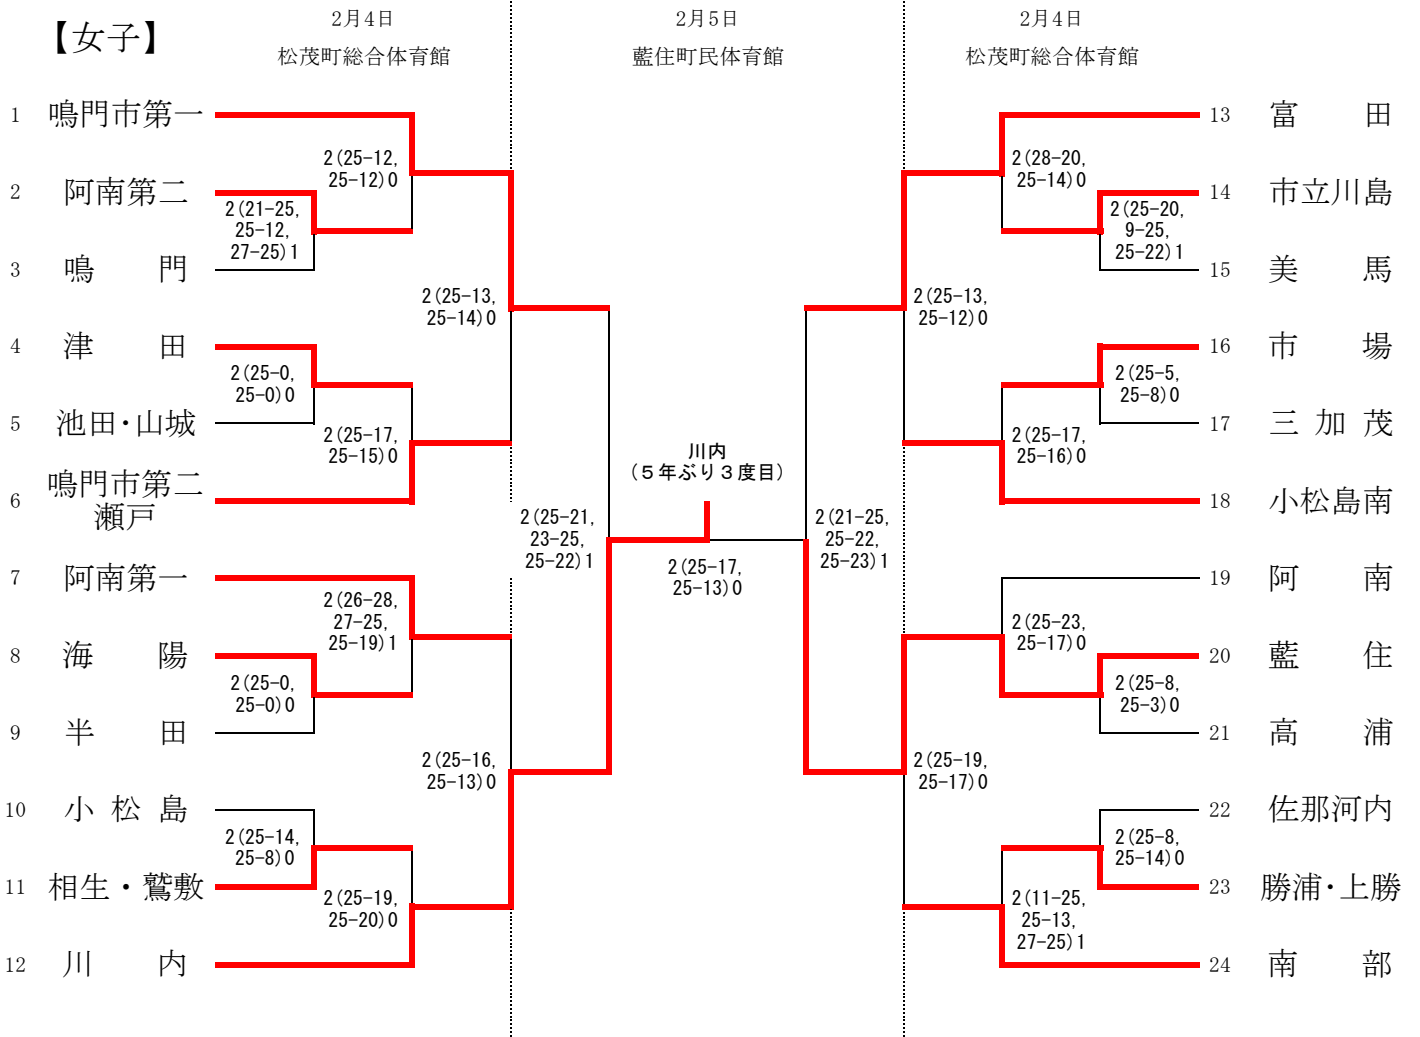 【女子】
2月4日
松茂町総合体育館
2月5日
藍住町民体育館
2月4日
松茂町総合体育館
1 鳴門市第一
2 阿南第二
3 鳴門
4 津田
5 池田・山城
6 鳴門市第二
瀬戸
7 阿南第一
8 海陽
9 半田
10 小松島
11 相生・鷲敷
12 川内
2(25-12,
25-12)0
2(21-25,
25-12,
27-25)1
2(25-13,
25-14)0
2(25-0,
25-0)0
2(25-17,
25-15)0
2(25-21,
23-25,
25-22)1
2(26-28,
27-25,
25-19)1
2(25-0,
25-0)0
2(25-16,
25-13)0
2(25-14,
25-8)0
2(25-19,
25-20)0
川内
(5年ぶり3度目)
2(25-17,
25-13)0
2(28-20,
25-14)0
2(25-20,
9-25,
25-22)1
2(25-13,
25-12)0
2(25-5,
25-8)0
2(25-17,
25-16)0
2(21-25,
25-22,
25-23)1
2(25-23,
25-17)0
2(25-8,
25-3)0
2(25-19,
25-17)0
2(25-8,
25-14)0
2(11-25,
25-13,
27-25)1
13 富田
14 市立川島
15 美馬
16 市場
17 三加茂
18 小松島南
19 阿南
20 藍住
21 高浦
22 佐那河内
23 勝浦・上勝
24 南部